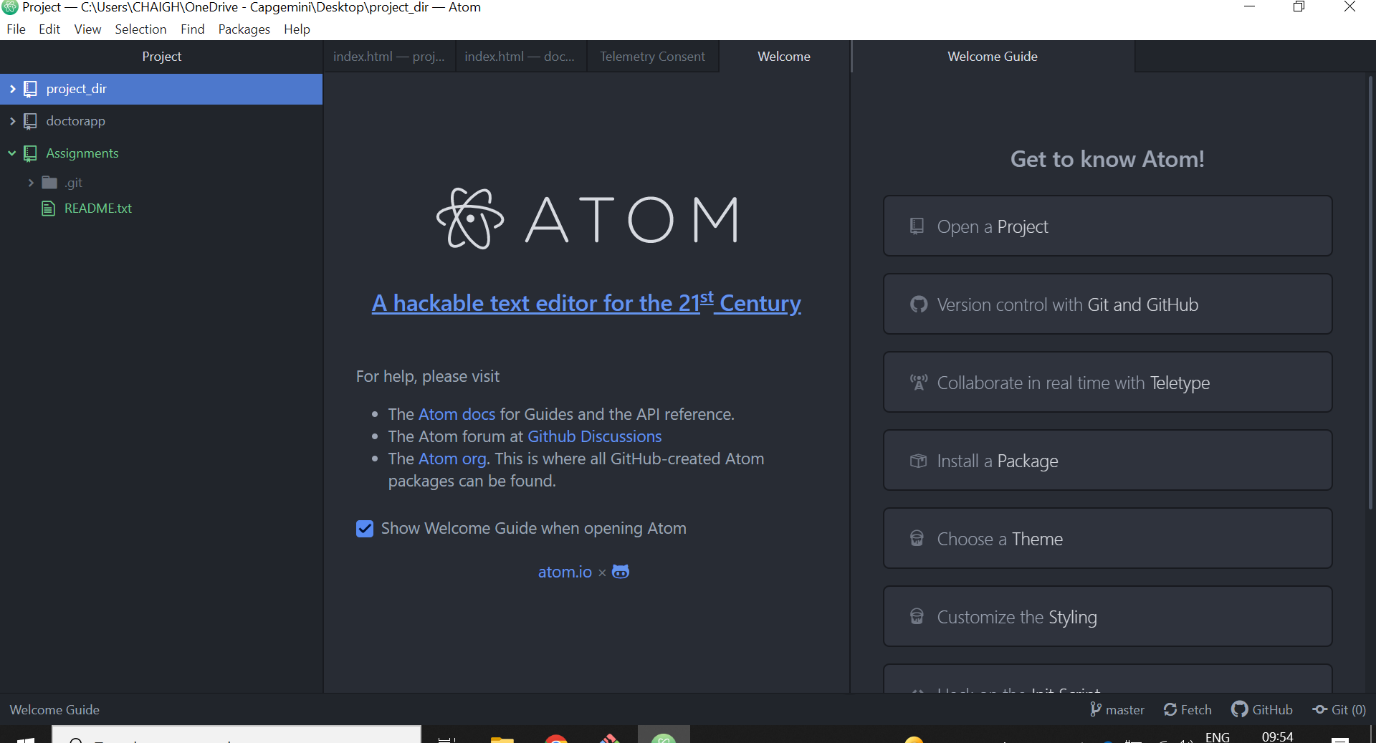 Project — C:\Users\CHAIGH\OneDrive - Capgemini\Desktop\project_dir — Atom
File Edit View Selection Find Packages Help
Project
index.html — proj...
index.html — doc...
Telemetry Consent
Welcome
Welcome Guide
project_dir
doctorapp
Assignments
.git
README.txt
ATOM
A hackable text editor for the 21st Century
For help, please visit
• The Atom docs for Guides and the API reference.
• The Atom forum at Github Discussions
• The Atom org. This is where all GitHub-created Atom
packages can be found.
Show Welcome Guide when opening Atom
atom.io ×
Get to know Atom!
Open a Project
Version control with Git and GitHub
Collaborate in real time with Teletype
Install a Package
Choose a Theme
Customize the Styling
Hack on the Init Script
Welcome Guide
master Fetch GitHub Git (0)
ENG
09:54